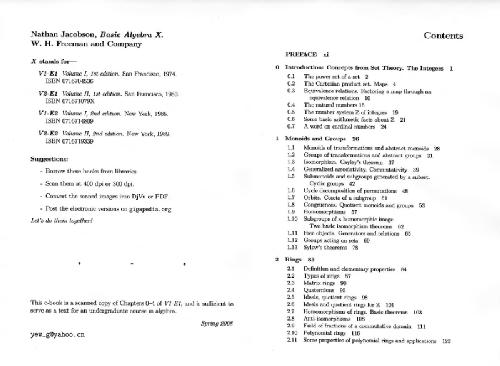 Nathan Jacobson, Basic Algebra X.
W. H. Freeman and Company
X stands for—
V1-E1 Volume I, 1st edition. San Francisco, 1974.
ISBN
V2-E1 Volume II, 1st edition. San Francisco,
ISBN 071671079X
V1-E2 Volume I, 2nd edition. New York, 1985.
ISBN
V2-E2 Volume II, 2nd edition. New York, 1989.
ISBN 0716719339
Suggestions:
- Borrow these books from libraries
- Scan them at 400 dpi or 300 dpi.
- Convert the scanned images into DjVu or PDF
- Post the electronic versions on gigapedia.org
Let's do them together!
This e-book is a scanned copy of Chapters 0–4 of V1-E1, and is sufficient to
serve as a text for an undergraduate course in algebra.
Spring 2008
yew_g@yahoo.cn
Contents
PREFACE xi
0 Introduction: Concepts from Set Theory. The Integers 1
0.1 The power set of a set 2
0.2 The Cartesian product set. Maps 4
0.3 Equivalence relations. Factoring a map through an
equivalence relation 10
0.4 The natural numbers 15
0.5 The number system Z of integers 19
0.6 Some basic arithmetic facts about Z 21
0.7 A word on cardinal numbers 24
1 Monoids and Groups 26
1.1 Monoids of transformations and abstract monoids 28
1.2 Groups of transformations and abstract groups 31
1.3 Isomorphism. Cayley's theorem 37
1.4 Generalized associativity. Commutativity 39
1.5 Submonoids and subgroups generated by a subset.
Cyclic groups 42
1.6 Cycle decomposition of permutations 48
1.7 Orbits. Cosets of a subgroup 51
1.8 Congruences. Quotient monoids and groups 53
1.9 Homomorphisms 57
1.10 Subgroups of a homomorphic image.
Two basic isomorphism theorems 62
1.11 Free objects. Generators and relations 65
1.12 Groups acting on sets 69
1.13 Sylow's theorems 78
2 Rings 83
2.1 Definition and elementary properties 84
2.2 Types of rings 87
2.3 Matrix rings 90
2.4 Quaternions 95
2.5 Ideals, quotient rings 98
2.6 Ideals and quotient rings for Z 101
2.7 Homomorphisms of rings. Basic theorems 103
2.8 Anti-isomorphisms 108
2.9 Field of fractions of a commutative domain 111
2.10 Polynomial rings 116
2.11 Some properties of polynomial rings and applications